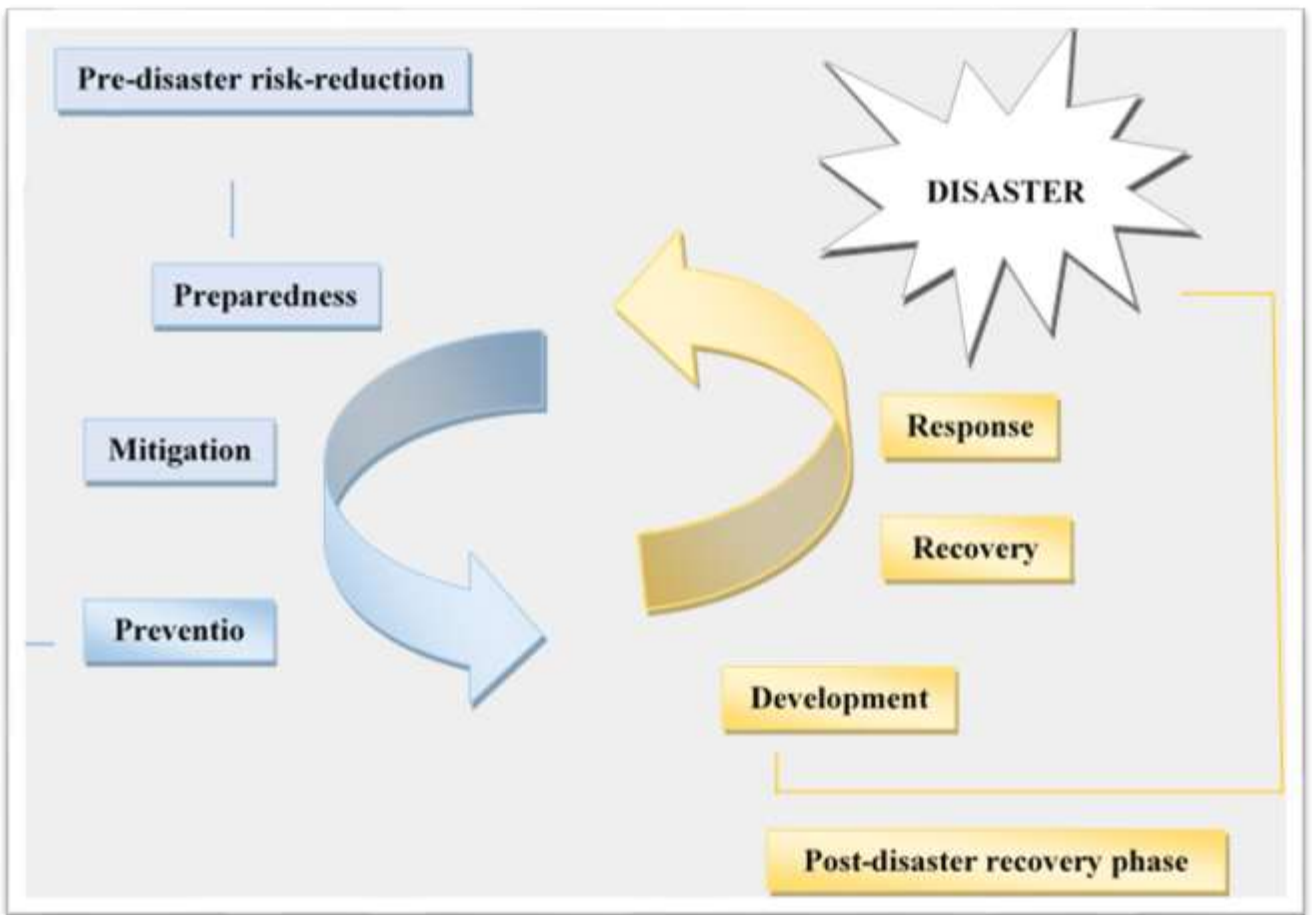 Pre-disaster risk-reduction
DISASTER
Preparedness
Response
Mitigation
Recovery
Preventio
Development
Post-disaster recovery phase